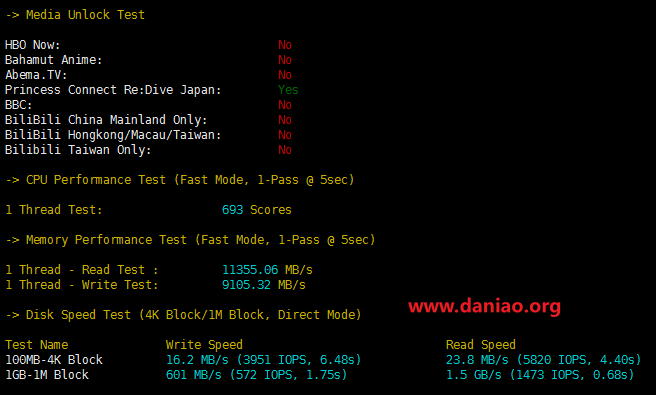 -> Media Unlock Test
HBO Now: No
Bahamut Anime: No
Abema.TV: No
Princess Connect Re:Dive Japan: Yes
BBC: No
BiliBili China Mainland Only: No
BiliBili Hongkong/Macau/Taiwan: No
Bilibili Taiwan Only: No
-> CPU Performance Test (Fast Mode, 1-Pass @ 5sec)
1 Thread Test: 693 Scores
-> Memory Performance Test (Fast Mode, 1-Pass @ 5sec)
1 Thread - Read Test : 11355.06 MB/s
1 Thread - Write Test: 9105.32 MB/s
www.daniao.org
-> Disk Speed Test (4K Block/1M Block, Direct Mode)
Test Name Write Speed Read Speed
100MB-4K Block 16.2 MB/s (3951 IOPS, 6.48s) 23.8 MB/s (5820 IOPS, 4.40s)
1GB-1M Block 601 MB/s (572 IOPS, 1.75s) 1.5 GB/s (1473 IOPS, 0.68s)